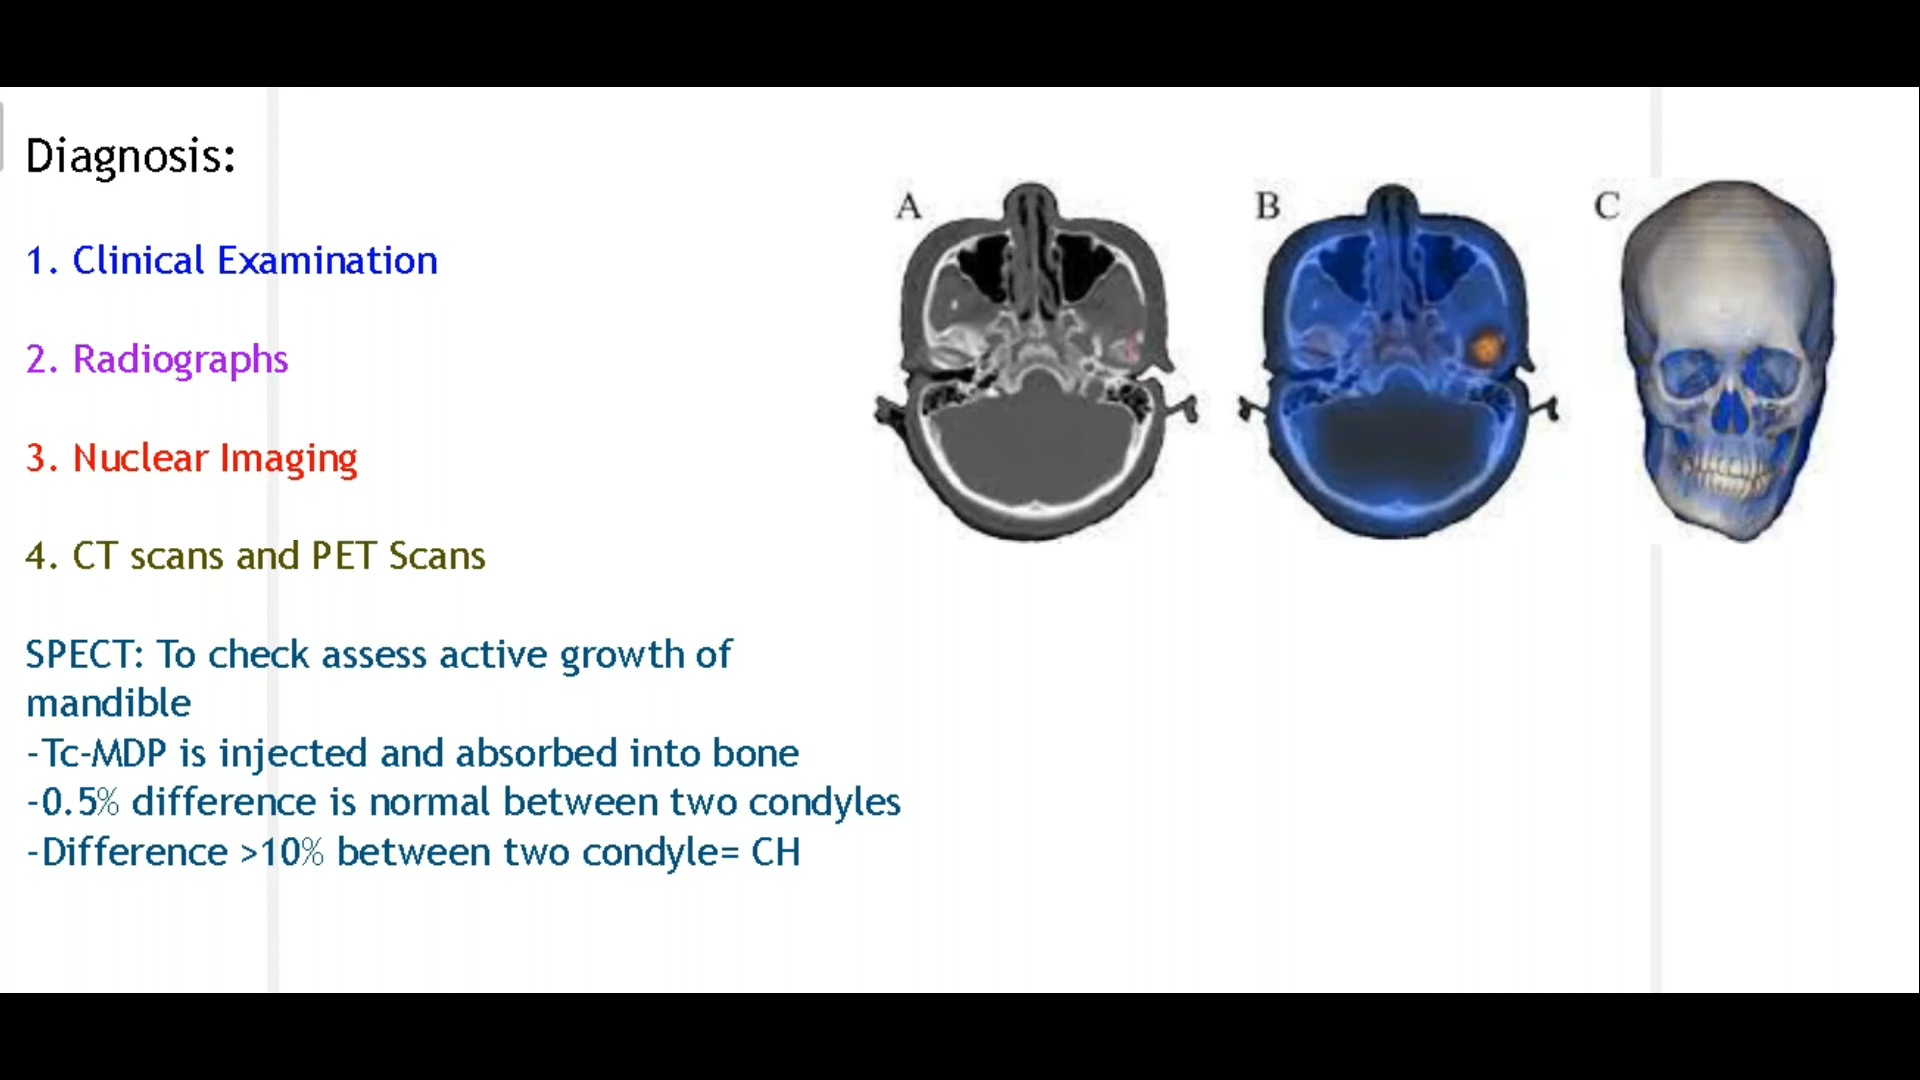 Diagnosis:
1. Clinical Examination
2. Radiographs
3. Nuclear Imaging
4. CT scans and PET Scans
SPECT: To check assess active growth of
mandible
-Tc-MDP is injected and absorbed into bone
-0.5% difference is normal between two condyles
-Difference >10% between two condyle= CH
A
B
C